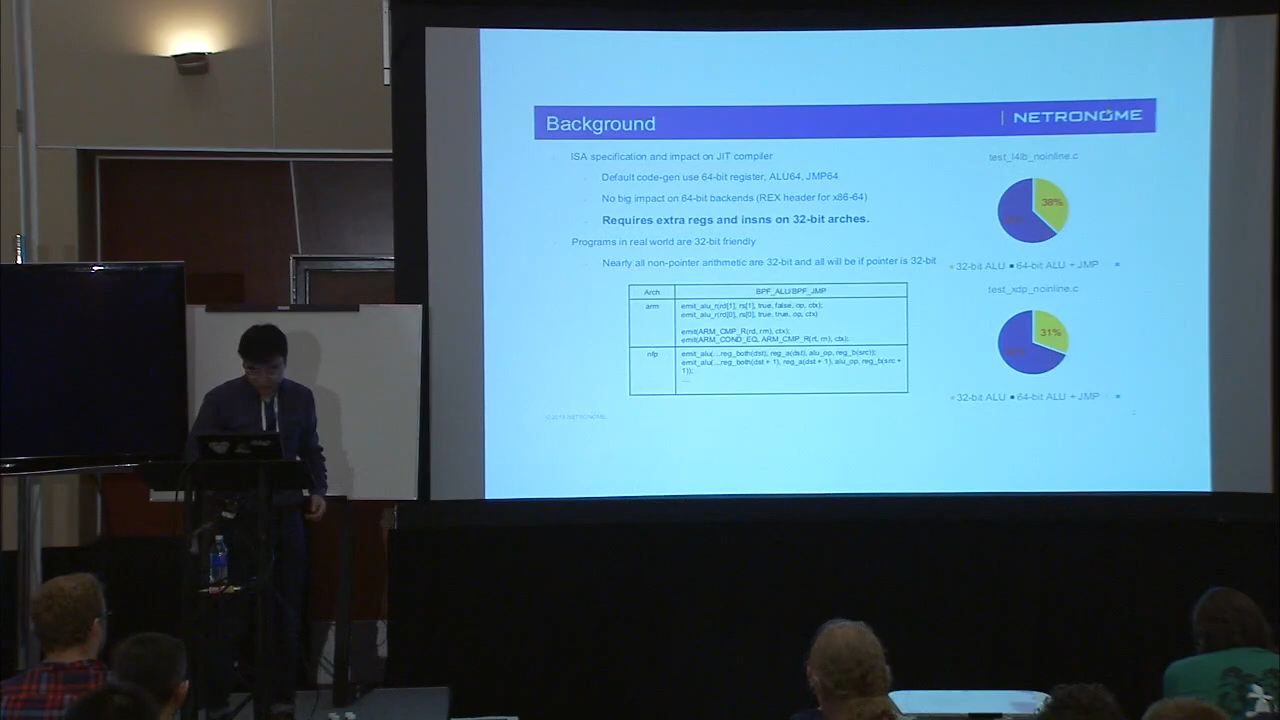 Background
NETRONOME
ISA specification and impact on JIT compiler
Default code-gen use 64-bit register, ALU64, JMP64
No big impact on 64-bit backends (REX header for x86-64)
Requires extra regs and insns on 32-bit arches.
Programs in real world are 32-bit friendly
Nearly all non-pointer arithmetic are 32-bit and all will be if pointer is 32-bit
Arch BPF_ALU/BPF_JMP
arm emit_alu_r(rd[1], rs[1], true, false, op, ctx);
emit_alu_r(rd[0], rs[0], true, true, op, ctx)
emit(ARM_CMP_R(rd, rm), ctx);
emit(ARM_COND_EQ, ARM_CMP_R(rt, rn), ctx);
nfp emit_alu( ...reg_both(dst), reg_a(dst), alu_op, reg_b(src));
emit_alu(...reg_both(dst + 1), reg_a(dst + 1), alu_op, reg_b(src +
1));
....
test_l4lb_noinline.c
38%
32-bit ALU 64-bit ALU + JMP
test_xdp_noinline.c
31%
32-bit ALU 64-bit ALU + JMP
© 2018 NETRONOME
2